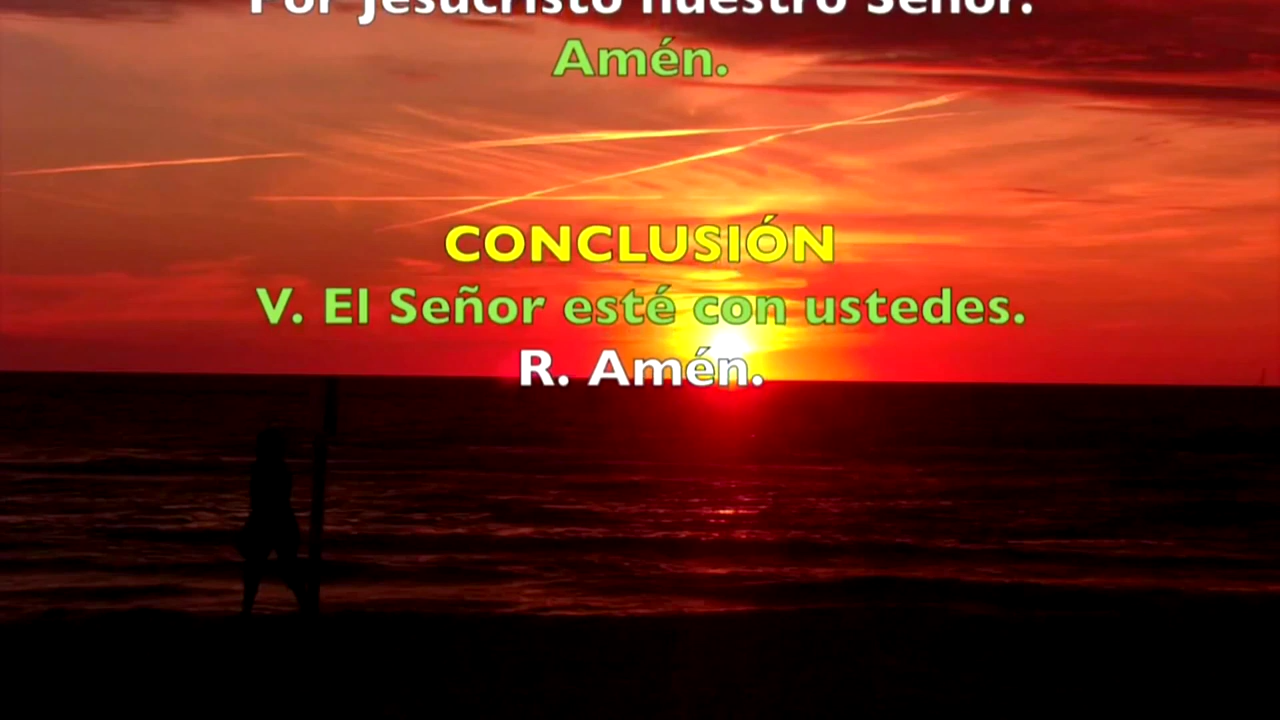 Por Jesucristo nuestro Señor.
Amén.
CONCLUSIÓN
V. El Señor esté con ustedes.
R. Amén.